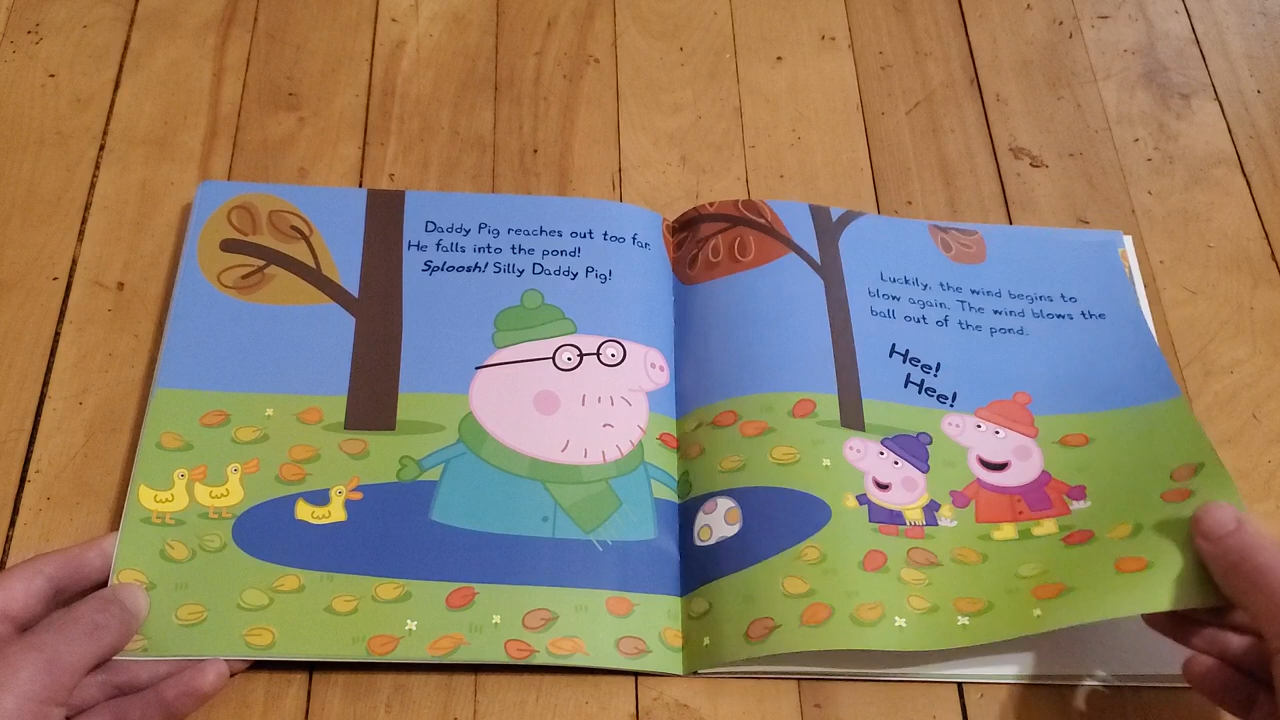 Daddy Pig reaches out too far.
He falls into the pond!
Sploosh! Silly Daddy Pig!
Luckily, the wind begins to
blow again. The wind blows the
ball out of the pond.
Hee!
Hee!